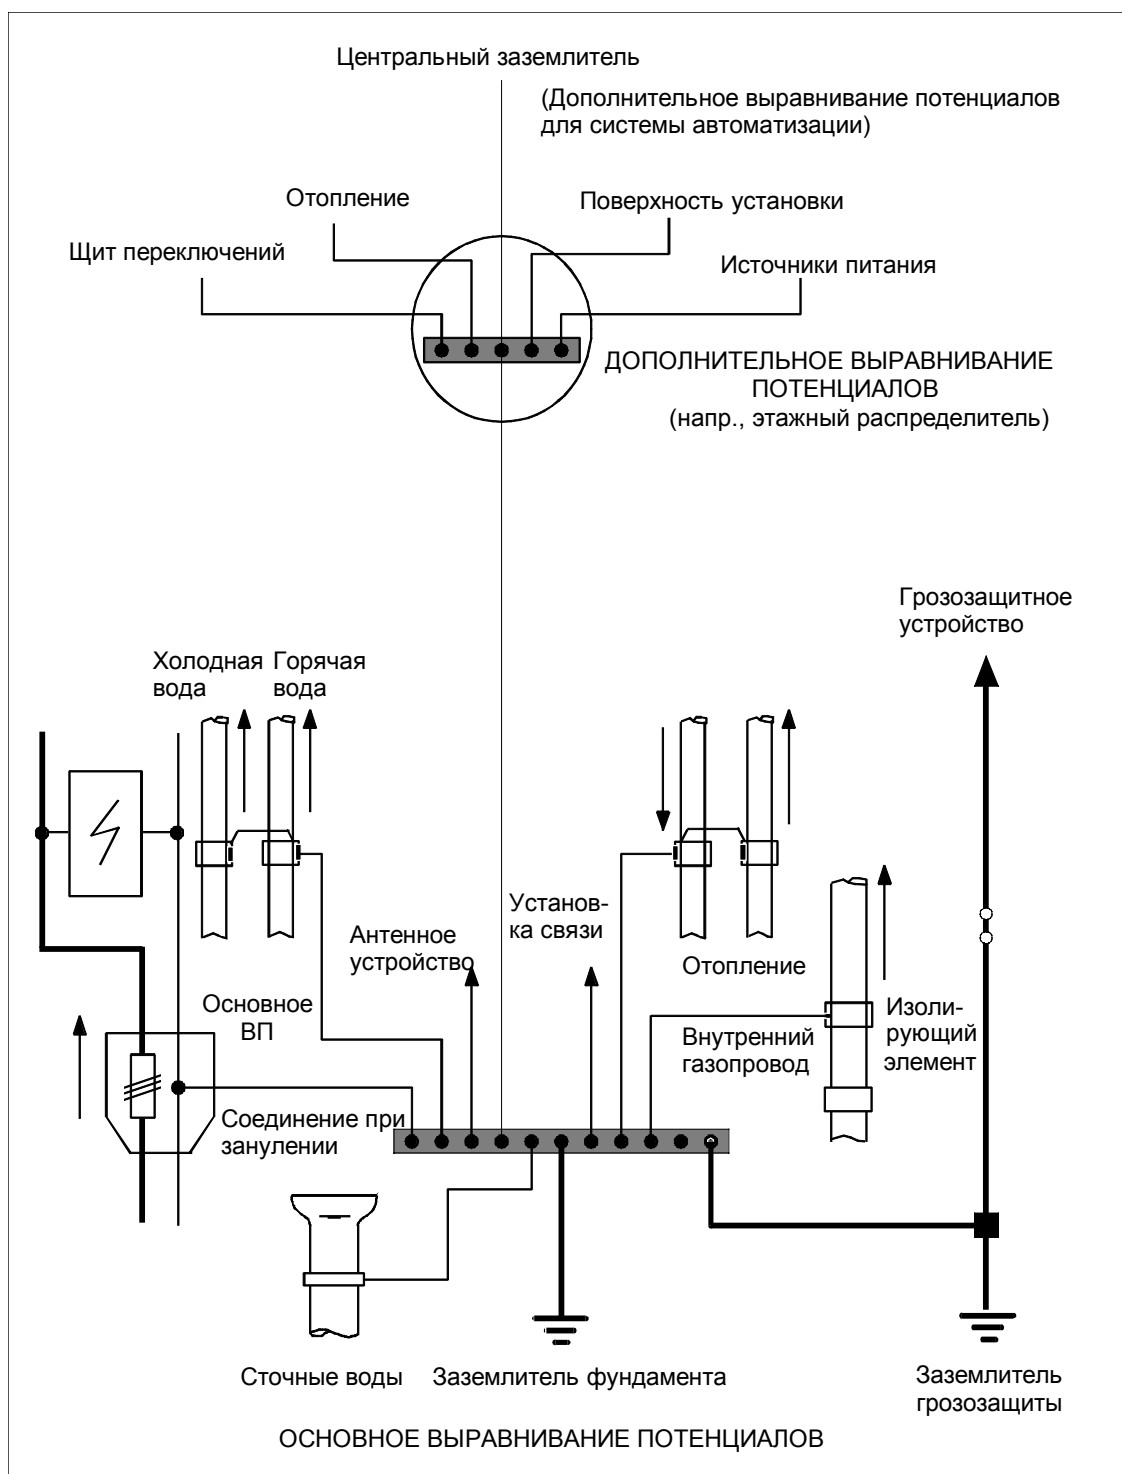 Центральный заземлитель
(Дополнительное выравнивание потенциалов
для системы автоматизации)
Отопление
Поверхность установки
Щит переключений
Источники питания
ДОПОЛНИТЕЛЬНОЕ ВЫРАВНИВАНИЕ
ПОТЕНЦИАЛОВ
(напр., этажный распределитель)
Грозозащитное
устройство
Холодная
вода
Горячая
вода
Установ-
ка связи
Антенное
устройство
Отопление
Основное
ВП
Внутренний
газопровод
Изоли-
рующий
элемент
Соединение при
занулении
Сточные воды
Заземлитель фундамента
Заземлитель
грозозащиты
ОСНОВНОЕ ВЫРАВНИВАНИЕ ПОТЕНЦИАЛОВ